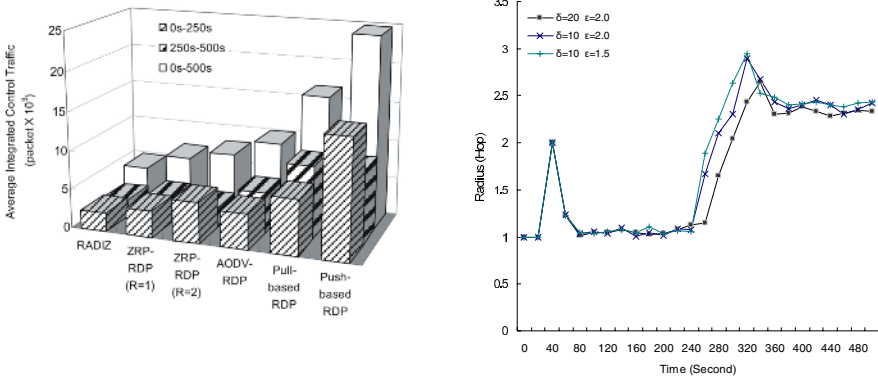 Average Integrated Control Traffic
(packet X 10³)
25
20
15
10
5
0
0s-250s
250s-500s
0s-500s
RADIZ
ZRP-
RDP
(R=1)
ZRP-
RDP
(R=2)
AODV-
RDP
Pull-
based
RDP
Push-
based
RDP
Radius (Hop)
3.5
3
2.5
2
1.5
1
0.5
0
δ=20 ε=2.0
δ=10 ε=2.0
δ=10 ε=1.5
0 40 80 120 160 200 240 280 320 360 400 440 480
Time (Second)